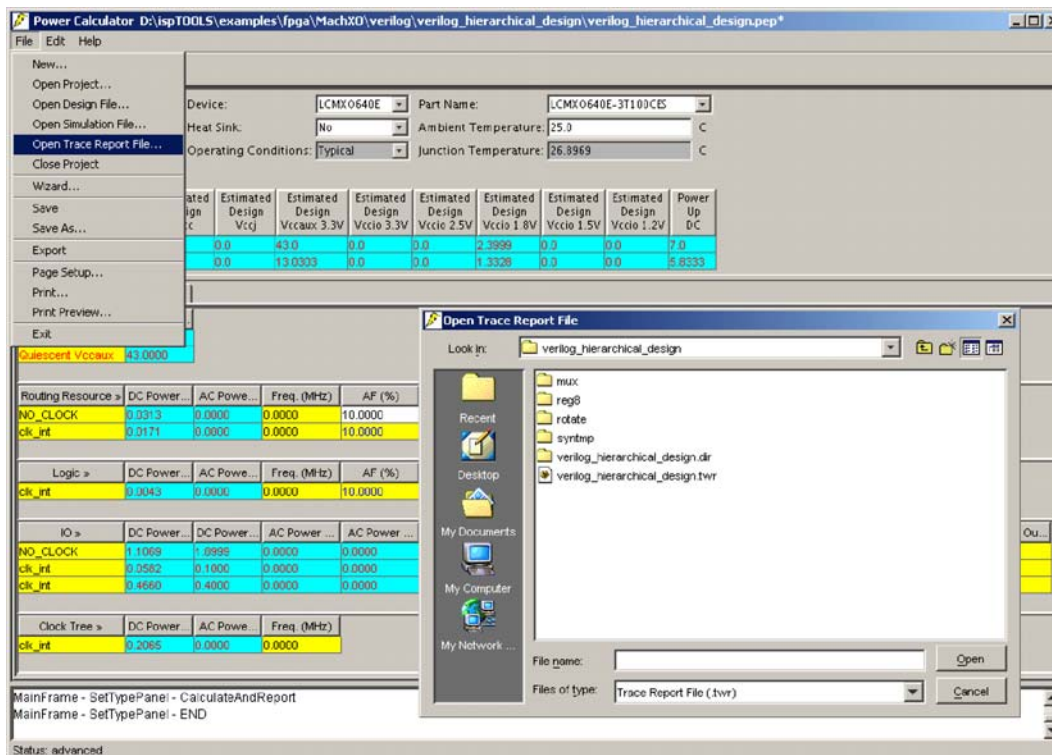 Power Calculator D:\ispTOOLS\examples\fpga\MachXO\verilog\verilog_hierarchical_design\verilog_hierarchical_design.pep*
File Edit Help
New...
Open Project...
Open Design File...
Open Simulation File...
Open Trace Report File...
Close Project
Wizard...
Save
Save As...
Export
Page Setup...
Print...
Print Preview...
Exit
Device: LCMXO640E Part Name: LCMXO640E-3T100CES
Heat Sink: No Ambient Temperature: 25.0 C
Operating Conditions: Typical Junction Temperature: 26.8969 C
ated Estimated Estimated Estimated Estimated Estimated Estimated Estimated Power
ign Design Design Design Design Design Design Design Up
c Vccj Vccaux 3.3V Vccio 3.3V Vccio 2.5V Vccio 1.8V Vccio 1.5V Vccio 1.2V DC
0.0 43.0 0.0 0.0 2.3999 0.0 0.0 7.0
0.0 13.0303 0.0 0.0 1.3328 0.0 0.0 5.8333
Quiescent Vccaux 43.0000
Routing Resource » DC Power... AC Powe... Freq. (MHz) AF (%)
NO_CLOCK 0.0313 0.0000 0.0000 10.0000
clk_int 0.0171 0.0000 0.0000 10.0000
Logic » DC Power... AC Powe... Freq. (MHz) AF (%)
clk_int 0.0043 0.0000 0.0000 10.0000
IO » DC Power... DC Power... AC Power ... AC Power ... Ou...
NO_CLOCK 1.1069 1.8999 0.0000 0.0000
clk_int 0.0582 0.1000 0.0000 0.0000
clk_int 0.4660 0.4000 0.0000 0.0000
Clock Tree » DC Power... AC Powe... Freq. (MHz)
clk_int 0.2065 0.0000 0.0000
Open Trace Report File
Look in: verilog_hierarchical_design
Recent
Desktop
My Documents
My Computer
My Network ...
mux
reg8
rotate
syntmp
verilog_hierarchical_design.dir
verilog_hierarchical_design.twr
File name: Open
Files of type: Trace Report File (.twr) Cancel
MainFrame - SetTypePanel - CalculateAndReport
MainFrame - SetTypePanel - END
Status: advanced